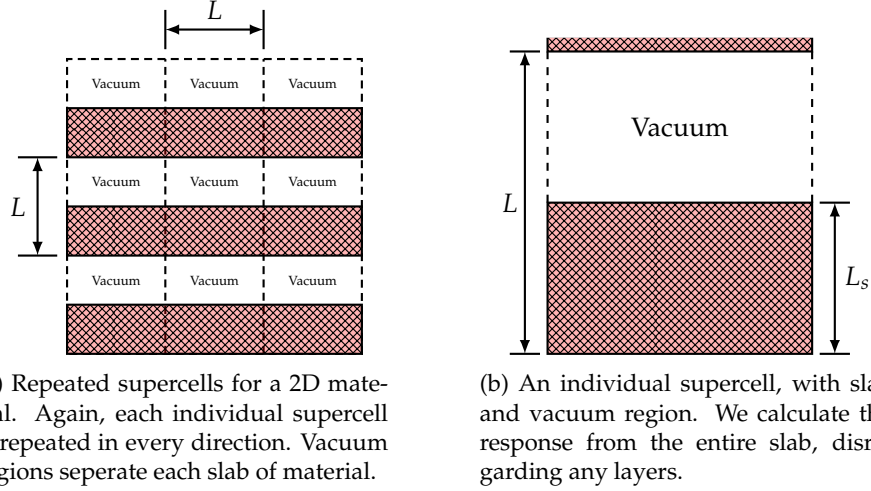 L
Vacuum Vacuum Vacuum
L
Vacuum Vacuum Vacuum
Vacuum Vacuum Vacuum
) Repeated supercells for a 2D mate-
al. Again, each individual supercell
repeated in every direction. Vacuum
gions seperate each slab of material.
Vacuum
L
L_s
(b) An individual supercell, with sla
and vacuum region. We calculate th
response from the entire slab, disr
garding any layers.